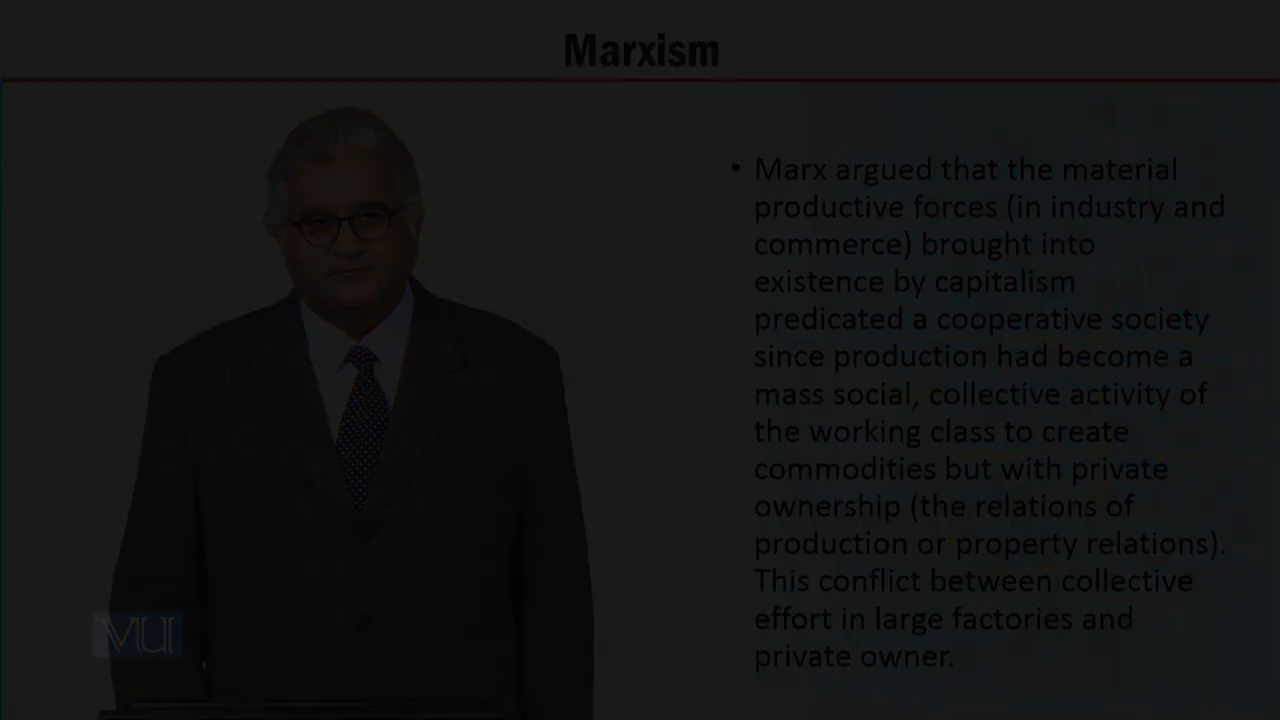 Marxism
• Marx argued that the material
productive forces (in industry and
commerce) brought into
existence by capitalism
predicated a cooperative society
since production had become a
mass social, collective activity of
the working class to create
commodities but with private
ownership (the relations of
production or property relations).
This conflict between collective
effort in large factories and
private owner.
VU